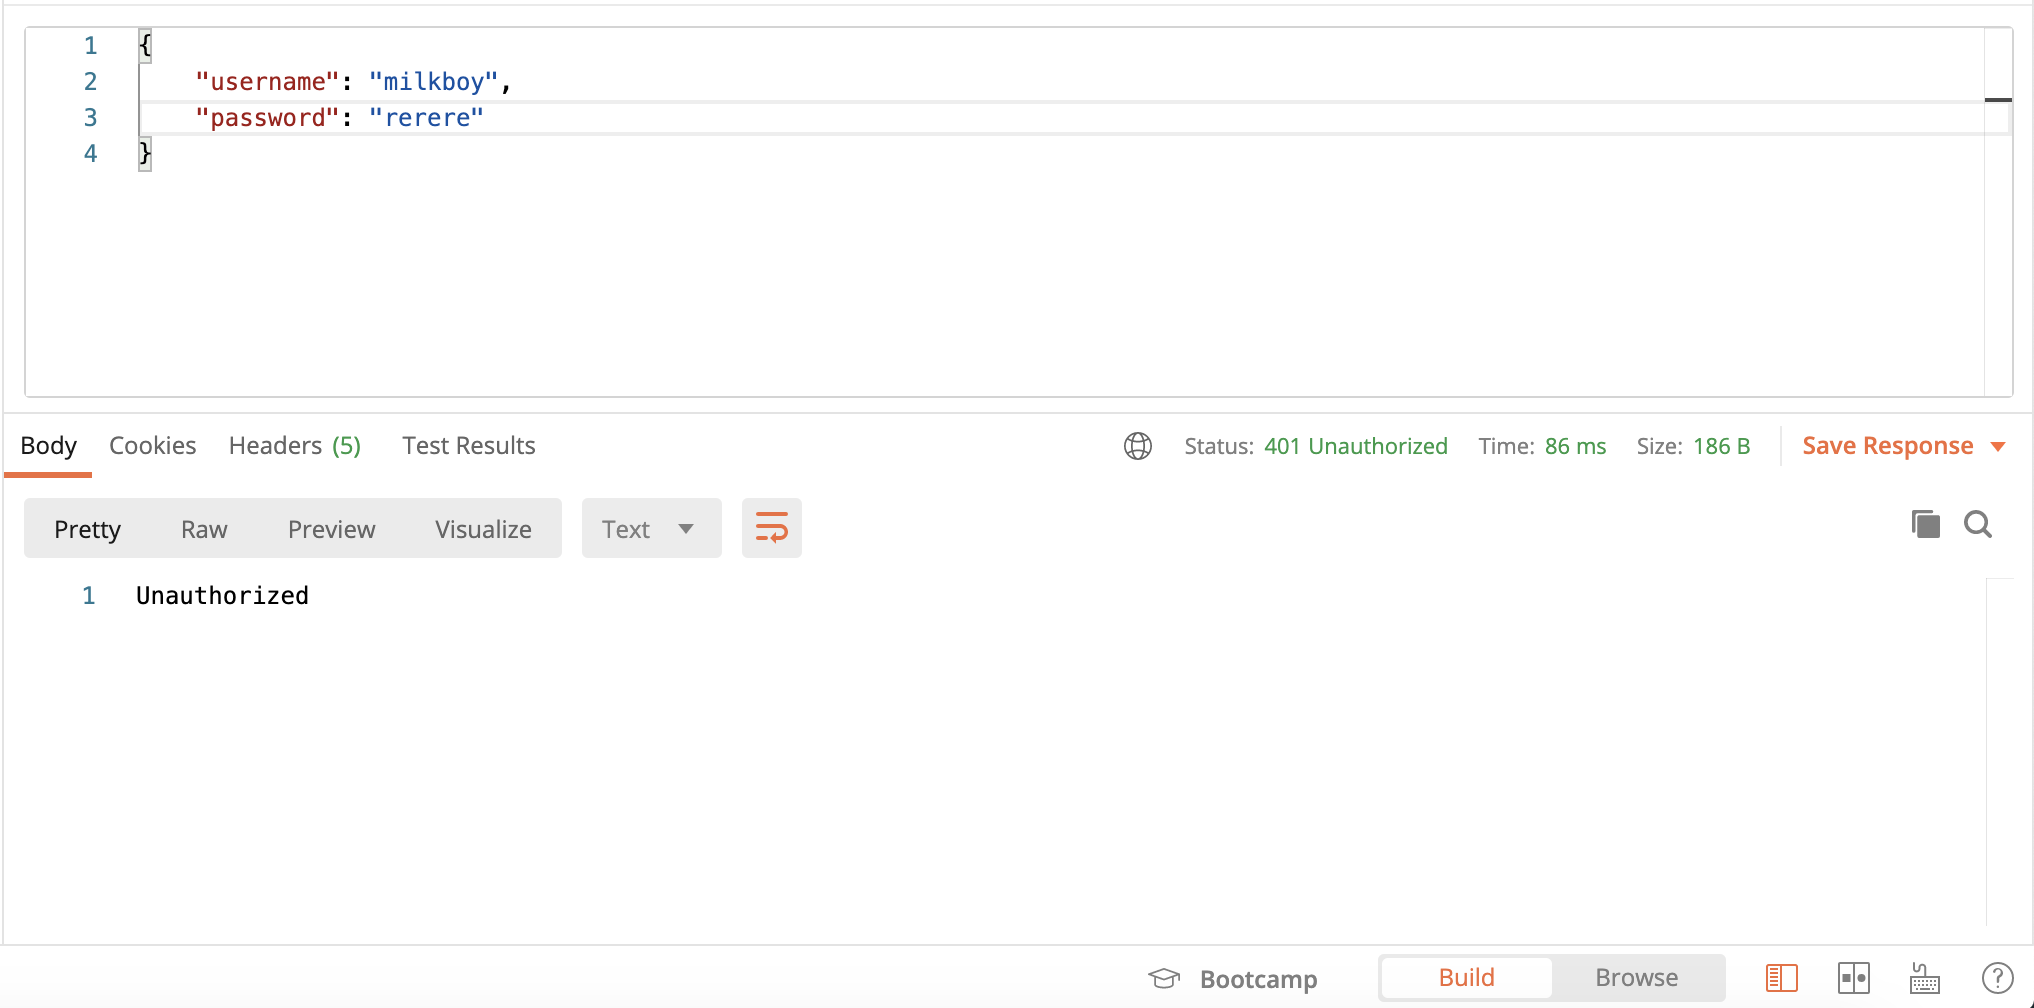 1 {
2 "username": "milkboy",
3 "password": "rerere"
4 }
Body Cookies Headers (5) Test Results Status: 401 Unauthorized Time: 86 ms Size: 186 B Save Response
Pretty Raw Preview Visualize Text
1 Unauthorized
Bootcamp Build Browse ?